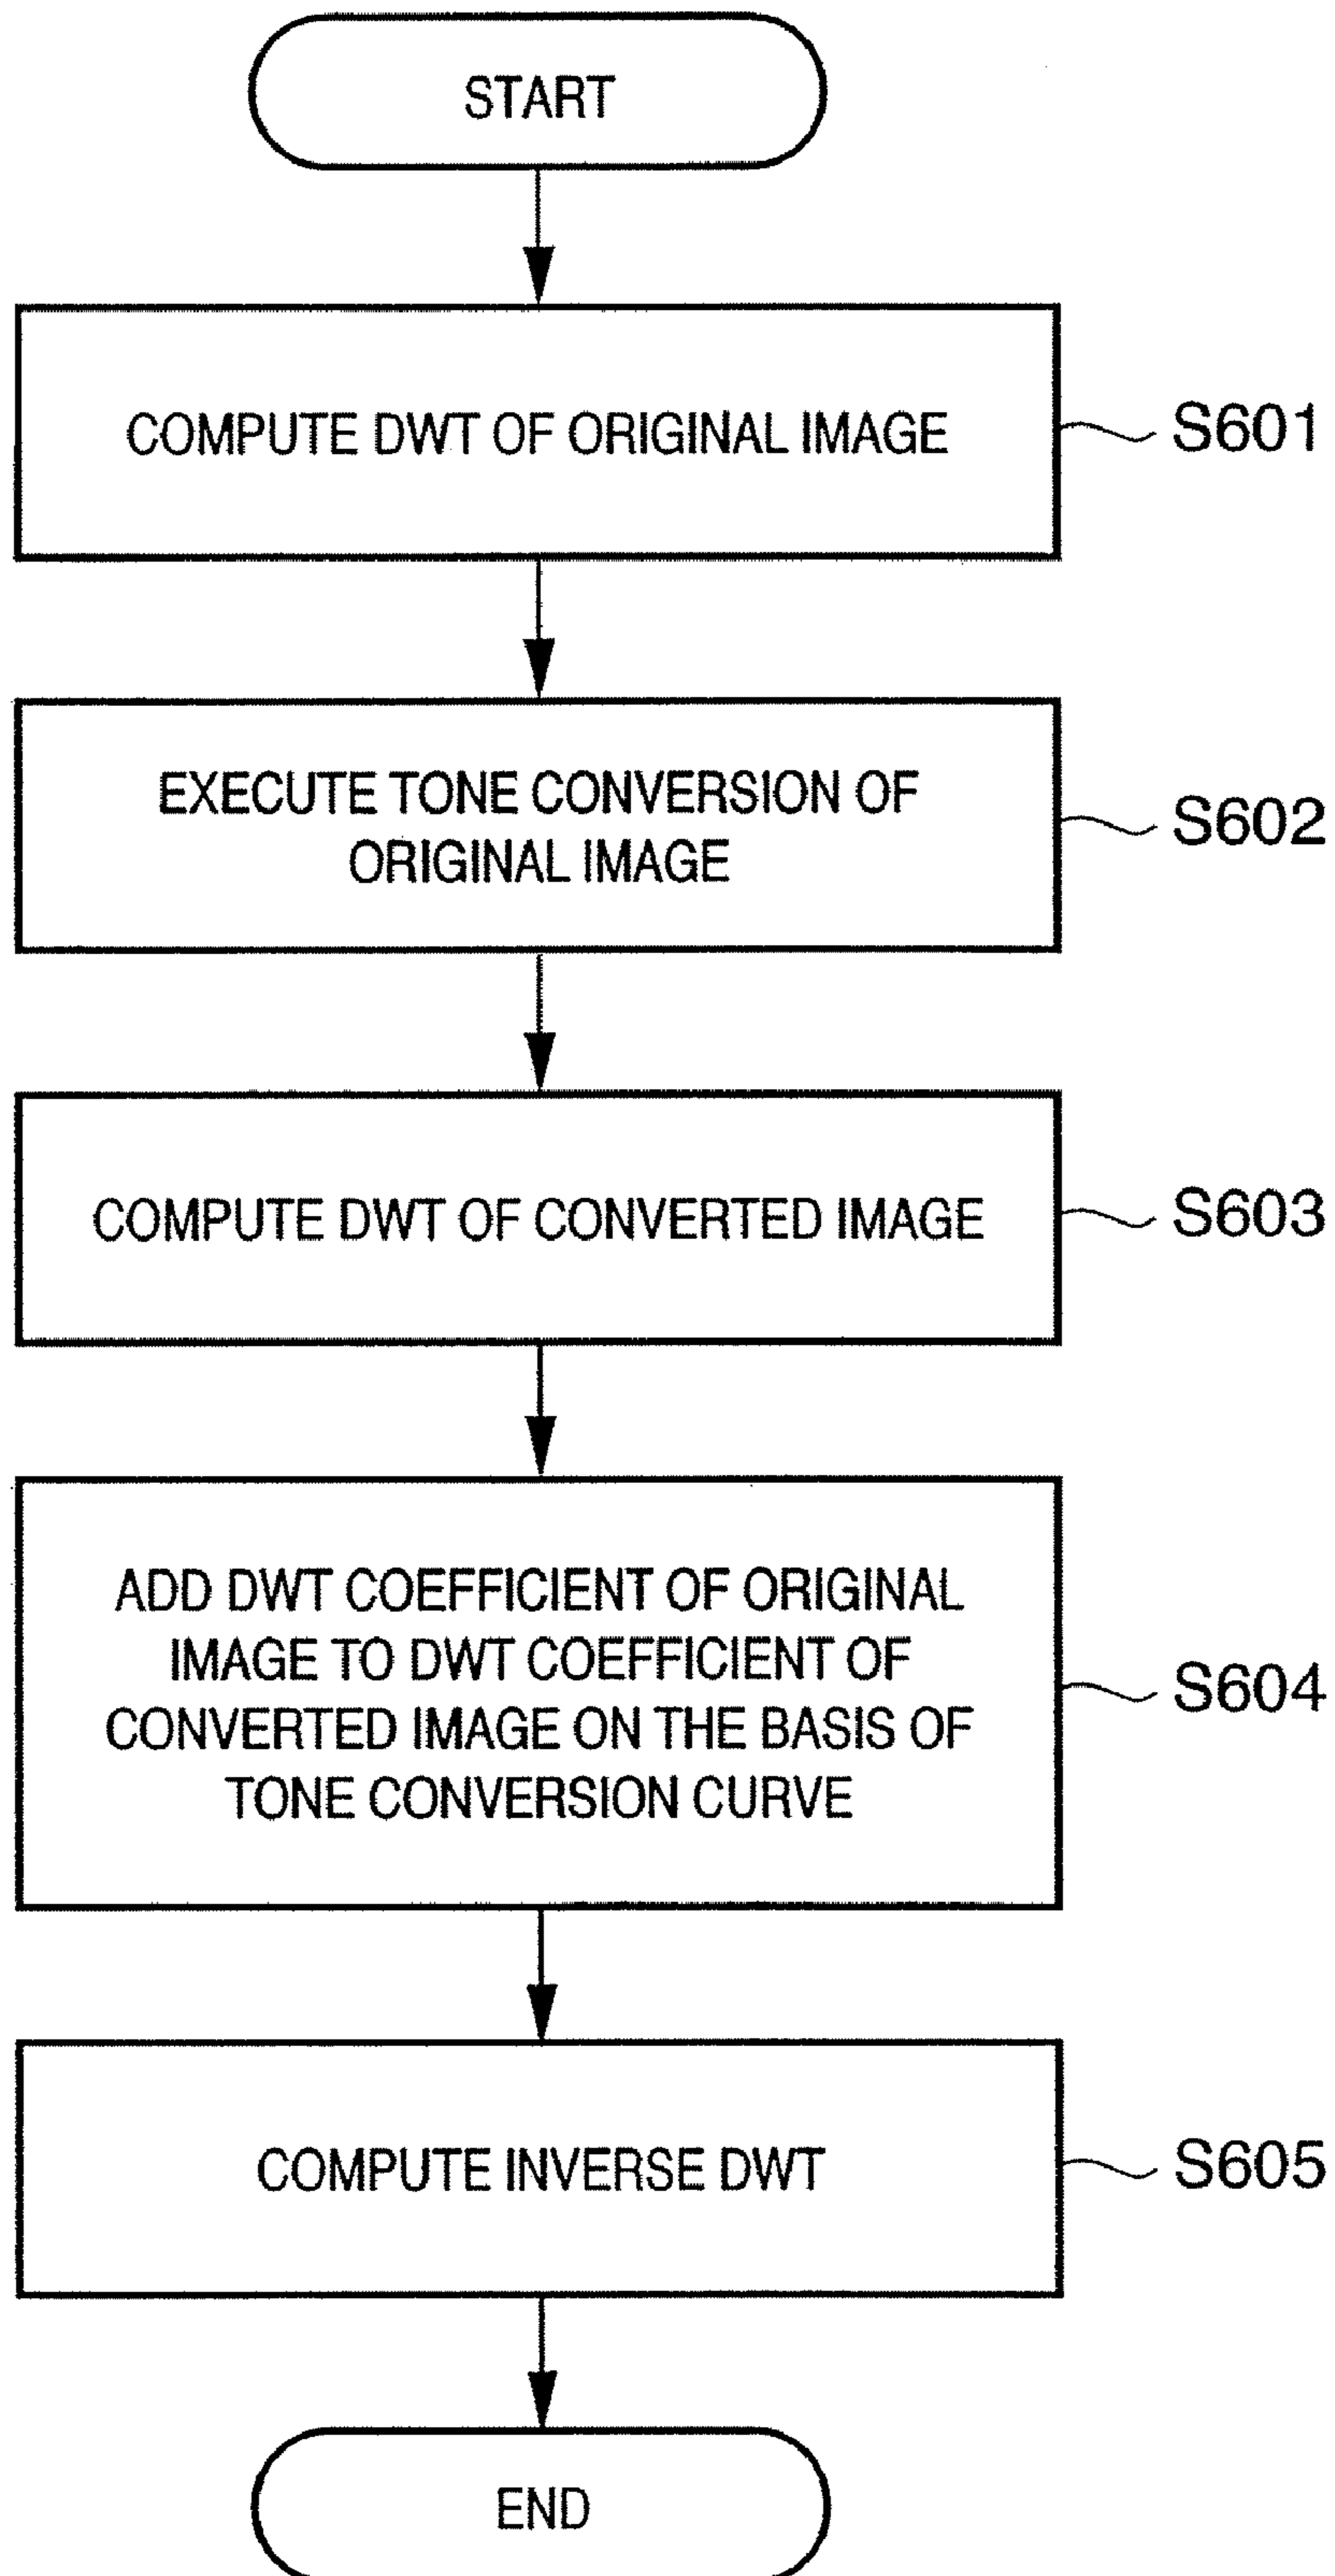 START
COMPUTE DWT OF ORIGINAL IMAGE
S601
EXECUTE TONE CONVERSION OF
ORIGINAL IMAGE
S602
COMPUTE DWT OF CONVERTED IMAGE
S603
ADD DWT COEFFICIENT OF ORIGINAL
IMAGE TO DWT COEFFICIENT OF
CONVERTED IMAGE ON THE BASIS OF
TONE CONVERSION CURVE
S604
COMPUTE INVERSE DWT
S605
END